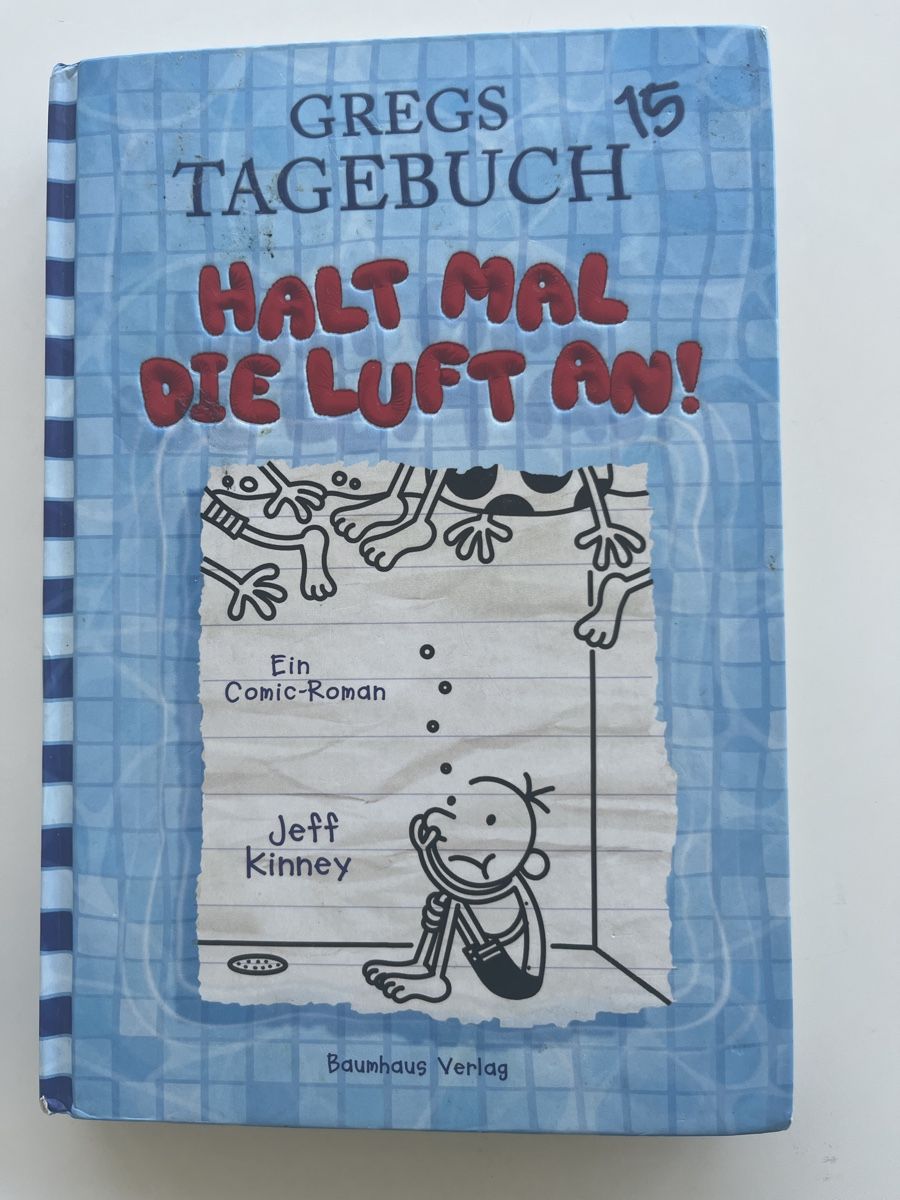 GREGS
TAGEBUCH 15
HALT MAL
DIE LUFT AN!
Ein
Comic-Roman
Jeff
Kinney
Baumhaus Verlag